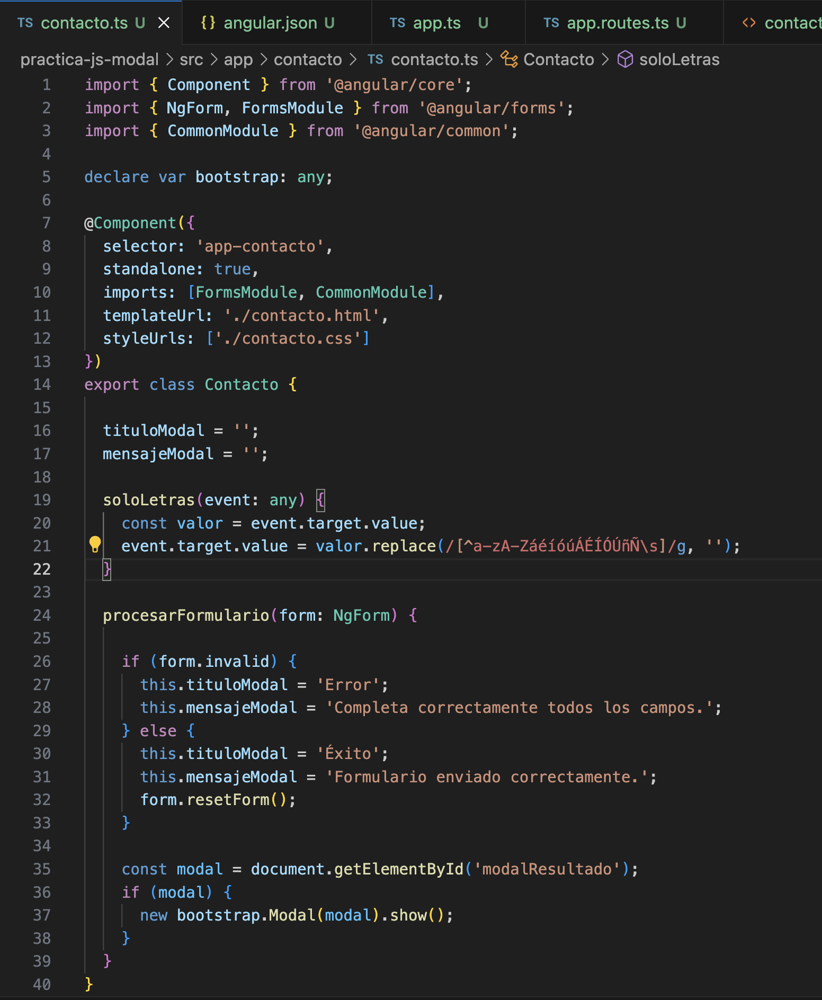 TS contacto.ts U × {} angular.json U TS app.ts U TS app.routes.ts U <> contact
practica-js-modal > src > app > contacto > TS contacto.ts > Contacto > soloLetras
1 import { Component } from '@angular/core';
2 import { NgForm, FormsModule } from '@angular/forms';
3 import { CommonModule } from '@angular/common';
4
5 declare var bootstrap: any;
6
7 @Component({
8   selector: 'app-contacto',
9   standalone: true,
10   imports: [FormsModule, CommonModule],
11   templateUrl: './contacto.html',
12   styleUrls: ['./contacto.css']
13 })
14 export class Contacto {
15
16   tituloModal = '';
17   mensajeModal = '';
18
19   soloLetras(event: any) {
20     const valor = event.target.value;
21     event.target.value = valor.replace(/[^a-zA-ZáéíóúÁÉÍÓÚñÑ\s]/g, '');
22   }
23
24   procesarFormulario(form: NgForm) {
25
26     if (form.invalid) {
27       this.tituloModal = 'Error';
28       this.mensajeModal = 'Completa correctamente todos los campos.';
29     } else {
30       this.tituloModal = 'Éxito';
31       this.mensajeModal = 'Formulario enviado correctamente.';
32       form.resetForm();
33     }
34
35     const modal = document.getElementById('modalResultado');
36     if (modal) {
37       new bootstrap.Modal(modal).show();
38     }
39   }
40 }